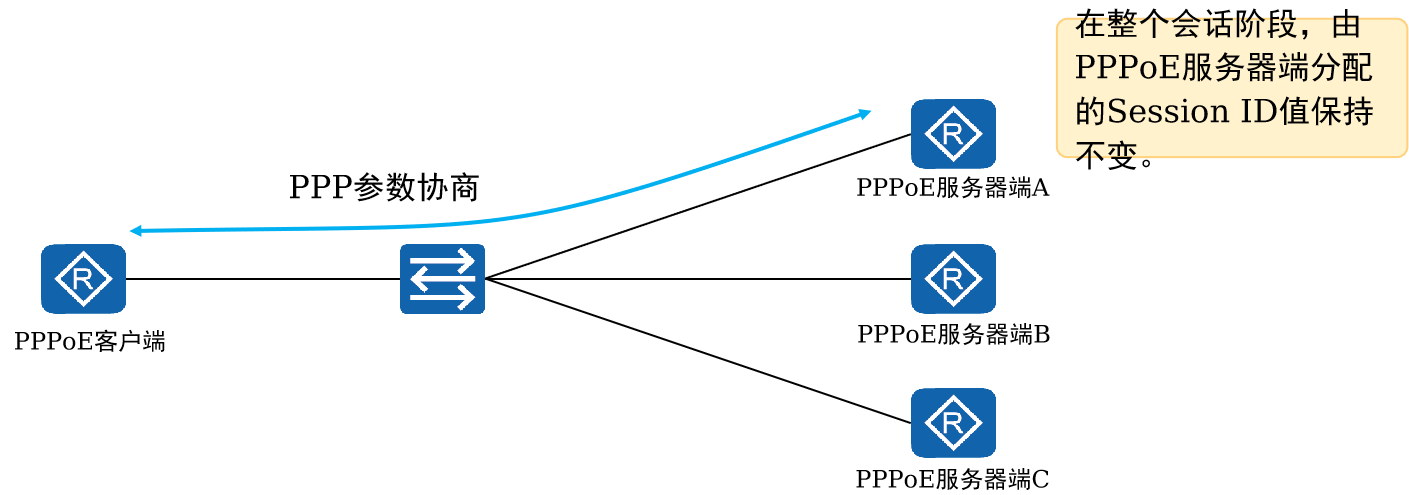 在整个会话阶段，由
PPPoE服务器端分配
的Session ID值保持
不变。
R
PPPoE服务器端A
PPP参数协商
R
PPPoE客户端
R
PPPoE服务器端B
R
PPPoE服务器端C